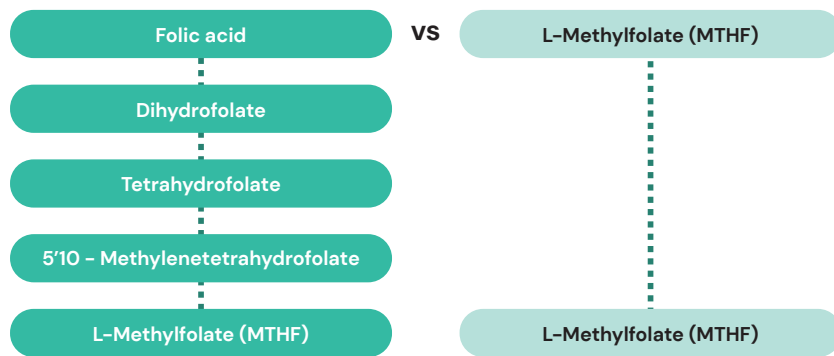 Folic acid
vs
L-Methylfolate (MTHF)
Dihydrofolate
Tetrahydrofolate
5'10 - Methylenetetrahydrofolate
L-Methylfolate (MTHF)
L-Methylfolate (MTHF)